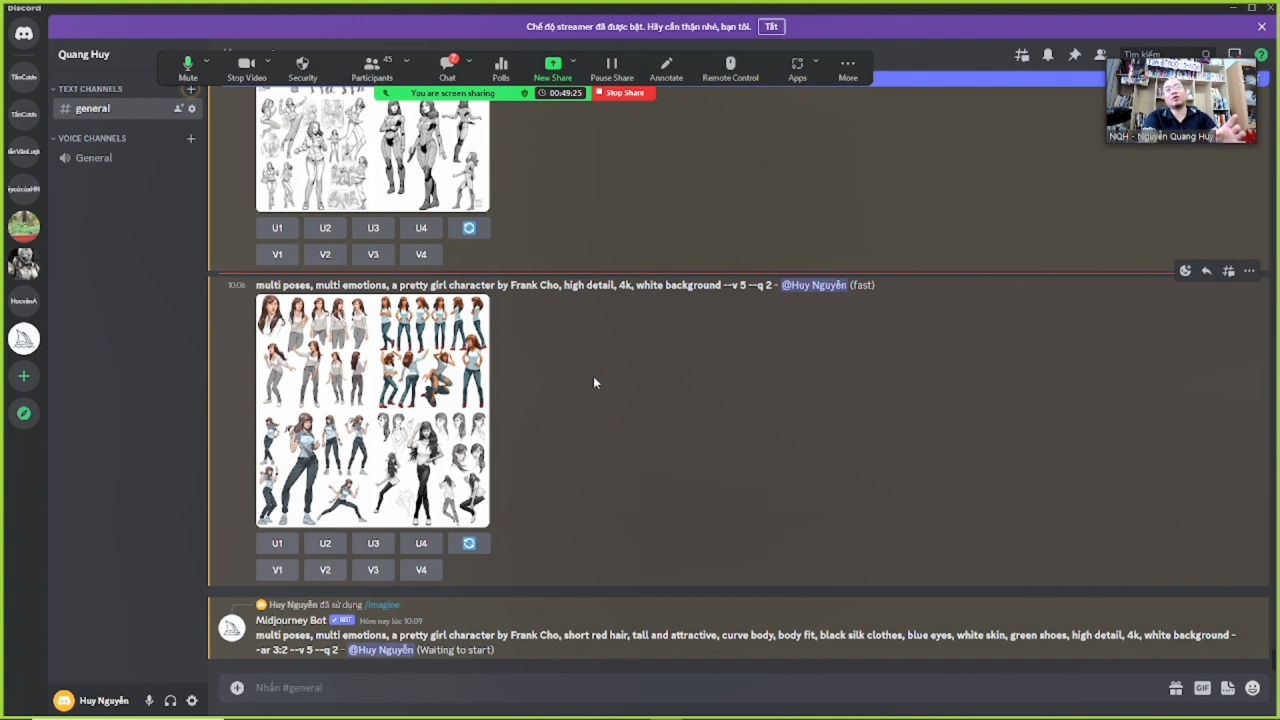 Discord
Chế độ streamer đã được bật. Hãy cẩn thận nhé, bạn tôi.
Tắt
Quang Huy
Tìm kiếm
Mute
Stop Video
Security
45
Participants
7
Chat
Polls
New Share
Pause Share
Annotate
Remote Control
Apps
More
You are screen sharing
00:49:25
Stop Share
NQH - Nguyễn Quang Huy
TEXT CHANNELS
general
VOICE CHANNELS
General
U1 U2 U3 U4
V1 V2 V3 V4
10:06 multi poses, multi emotions, a pretty girl character by Frank Cho, high detail, 4k, white background --v 5 --q 2 - @Huy Nguyễn (fast)
U1 U2 U3 U4
V1 V2 V3 V4
Huy Nguyễn đã sử dụng /imagine
Midjourney Bot ✓ BOT Hôm nay lúc 10:09
multi poses, multi emotions, a pretty girl character by Frank Cho, short red hair, tall and attractive, curve body, body fit, black silk clothes, blue eyes, white skin, green shoes, high detail, 4k, white background -
-ar 3:2 --v 5 --q 2 - @Huy Nguyễn (Waiting to start)
Huy Nguyễn
Nhắn #general
GIF